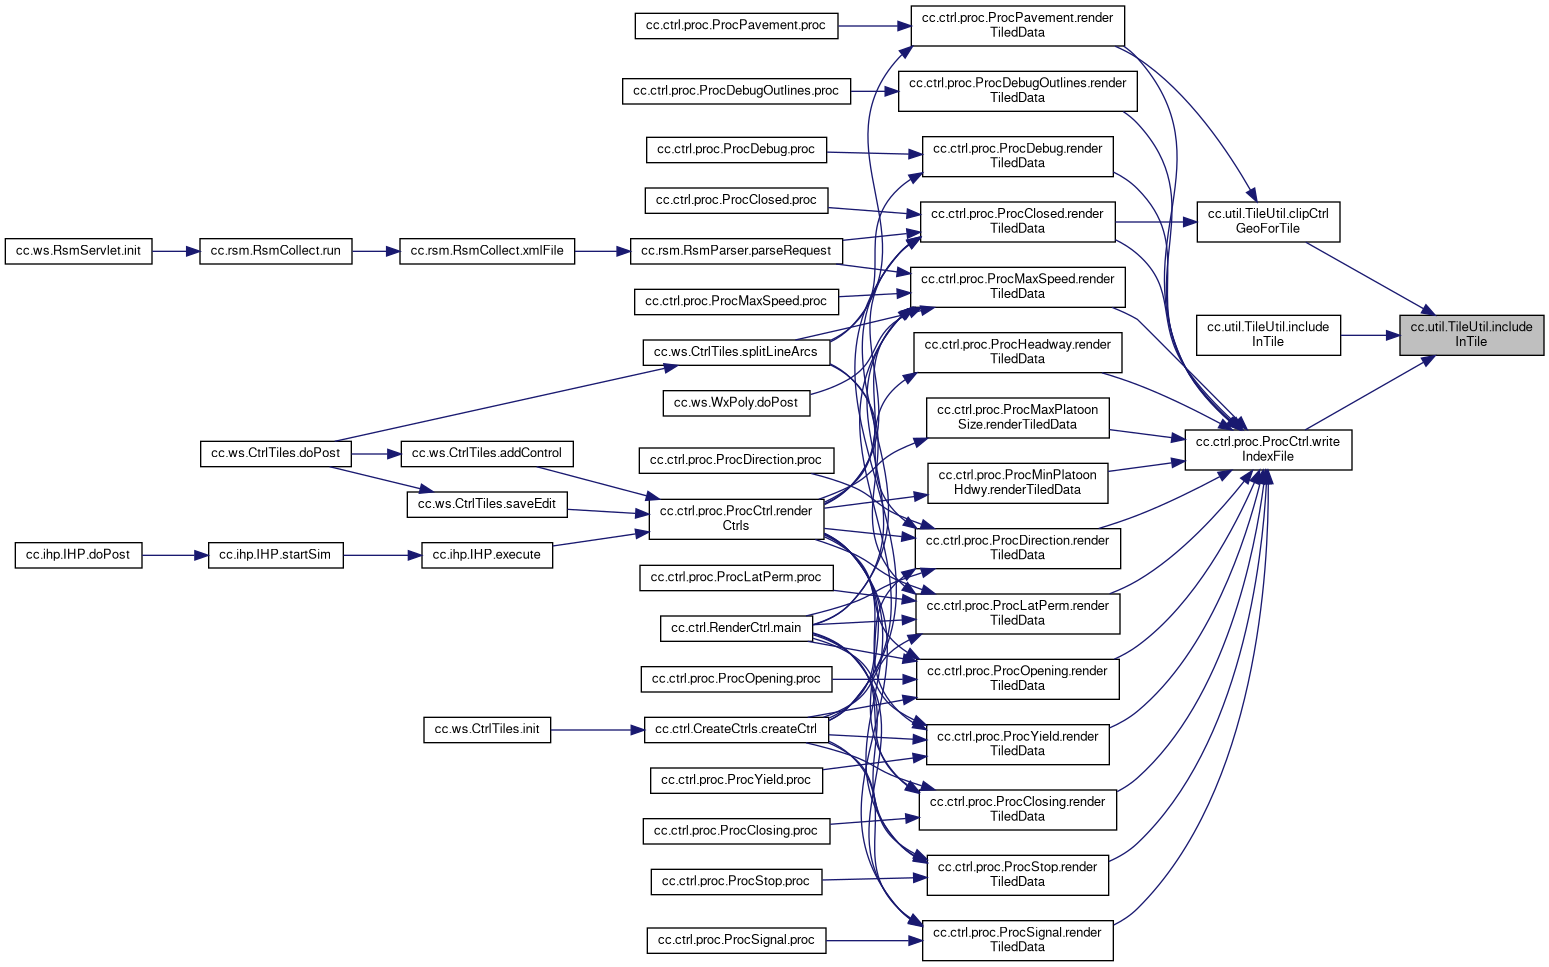 cc.ctrl.proc.ProcPavement.proc
cc.ctrl.proc.ProcPavement.render
TiledData
cc.ctrl.proc.ProcDebugOutlines.proc
cc.ctrl.proc.ProcDebugOutlines.render
TiledData
cc.ctrl.proc.ProcDebug.proc
cc.ctrl.proc.ProcDebug.render
TiledData
cc.ctrl.proc.ProcClosed.proc
cc.ctrl.proc.ProcClosed.render
TiledData
cc.util.TileUtil.clipCtrl
GeoForTile
cc.ws.RsmServlet.init
cc.rsm.RsmCollect.run
cc.rsm.RsmCollect.xmlFile
cc.rsm.RsmParser.parseRequest
cc.ctrl.proc.ProcMaxSpeed.render
TiledData
cc.ctrl.proc.ProcMaxSpeed.proc
cc.util.TileUtil.include
InTile
cc.util.TileUtil.include
InTile
cc.ws.CtrlTiles.splitLineArcs
cc.ctrl.proc.ProcHeadway.render
TiledData
cc.ws.WxPoly.doPost
cc.ctrl.proc.ProcMaxPlatoon
Size.renderTiledData
cc.ws.CtrlTiles.doPost
cc.ws.CtrlTiles.addControl
cc.ctrl.proc.ProcDirection.proc
cc.ctrl.proc.ProcCtrl.write
IndexFile
cc.ctrl.proc.ProcMinPlatoon
Hdwy.renderTiledData
cc.ws.CtrlTiles.saveEdit
cc.ctrl.proc.ProcCtrl.render
Ctrls
cc.ctrl.proc.ProcDirection.render
TiledData
cc.ihp.IHP.doPost
cc.ihp.IHP.startSim
cc.ihp.IHP.execute
cc.ctrl.proc.ProcLatPerm.proc
cc.ctrl.proc.ProcLatPerm.render
TiledData
cc.ctrl.RenderCtrl.main
cc.ctrl.proc.ProcOpening.proc
cc.ctrl.proc.ProcOpening.render
TiledData
cc.ws.CtrlTiles.init
cc.ctrl.CreateCtrls.createCtrl
cc.ctrl.proc.ProcYield.render
TiledData
cc.ctrl.proc.ProcYield.proc
cc.ctrl.proc.ProcClosing.render
TiledData
cc.ctrl.proc.ProcClosing.proc
cc.ctrl.proc.ProcStop.render
TiledData
cc.ctrl.proc.ProcStop.proc
cc.ctrl.proc.ProcSignal.render
TiledData
cc.ctrl.proc.ProcSignal.proc